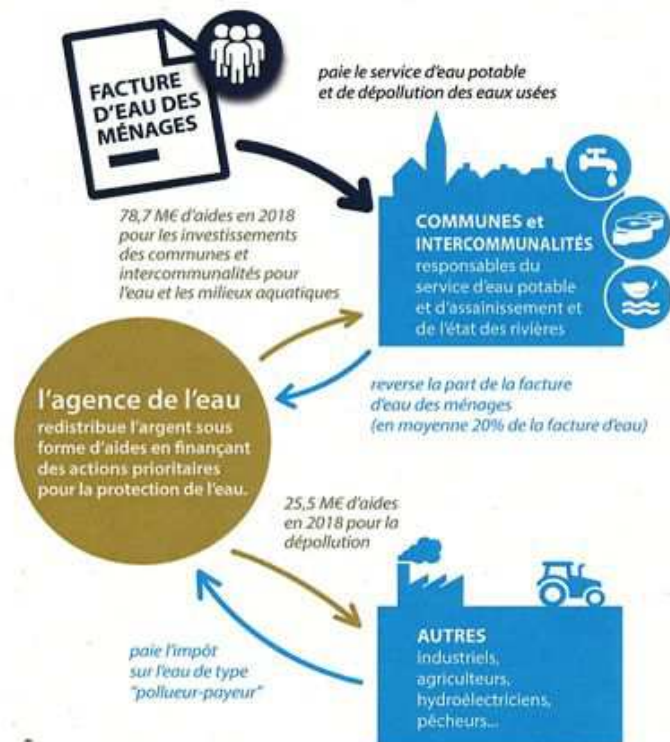 FACTURE
D'EAU DES
MÉNAGES
paie le service d'eau potable
et de dépollution des eaux usées
78,7 M€ d'aides en 2018
pour les investissements
des communes et
intercommunalités pour
l'eau et les milieux aquatiques
COMMUNES et
INTERCOMMUNALITÉS
responsables du
service d'eau potable
et d'assainissement et
de l'état des rivières
reverse la part de la facture
d'eau des ménages
(en moyenne 20% de la facture d'eau)
l'agence de l'eau
redistribue l'argent sous
forme d'aides en finançant
des actions prioritaires
pour la protection de l'eau.
25,5 M€ d'aides
en 2018 pour la
dépollution
paie l'impôt
sur l'eau de type
"pollueur-payeur"
AUTRES
industriels,
agriculteurs,
hydroélectriciens,
pêcheurs...